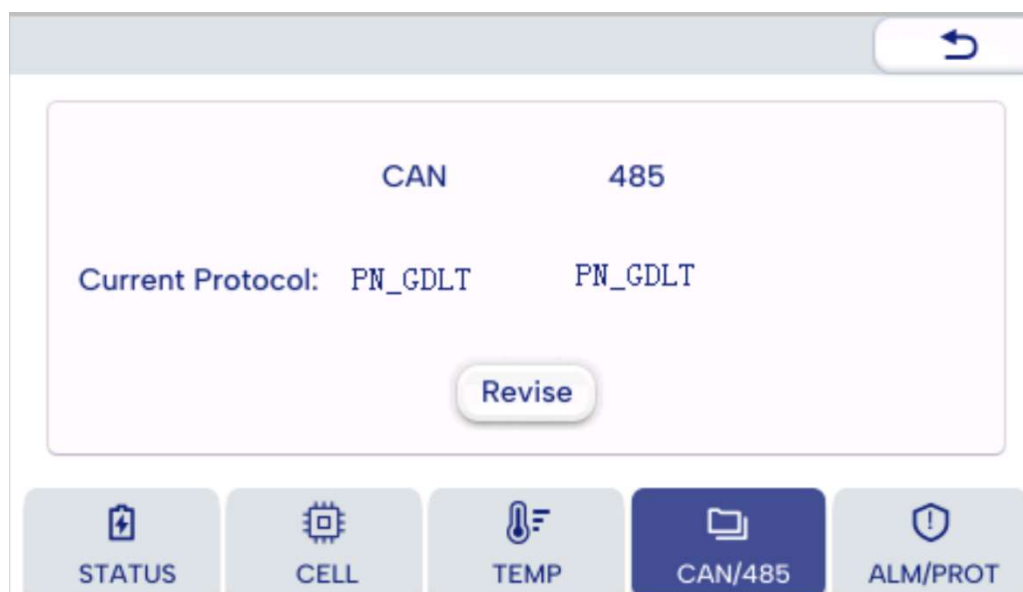 CAN 485
Current Protocol: PN_GDLT PN_GDLT
Revise
STATUS CELL TEMP CAN/485 ALM/PROT